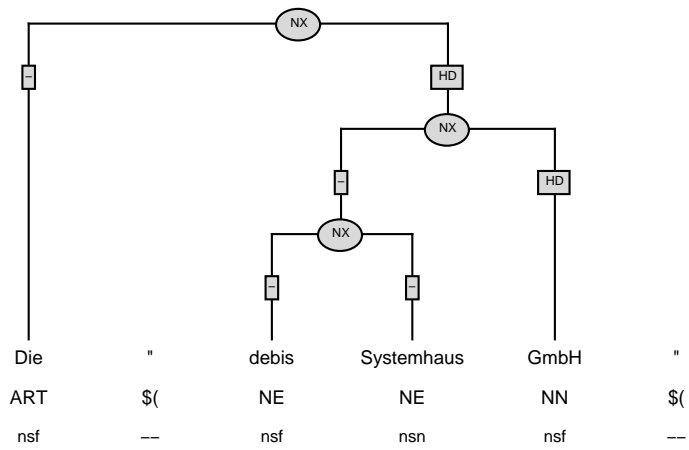 NX
– HD
NX
– HD
NX
– –
Die " debis Systemhaus GmbH "
ART $( NE NE NN $(
nsf –– nsf nsn nsf ––